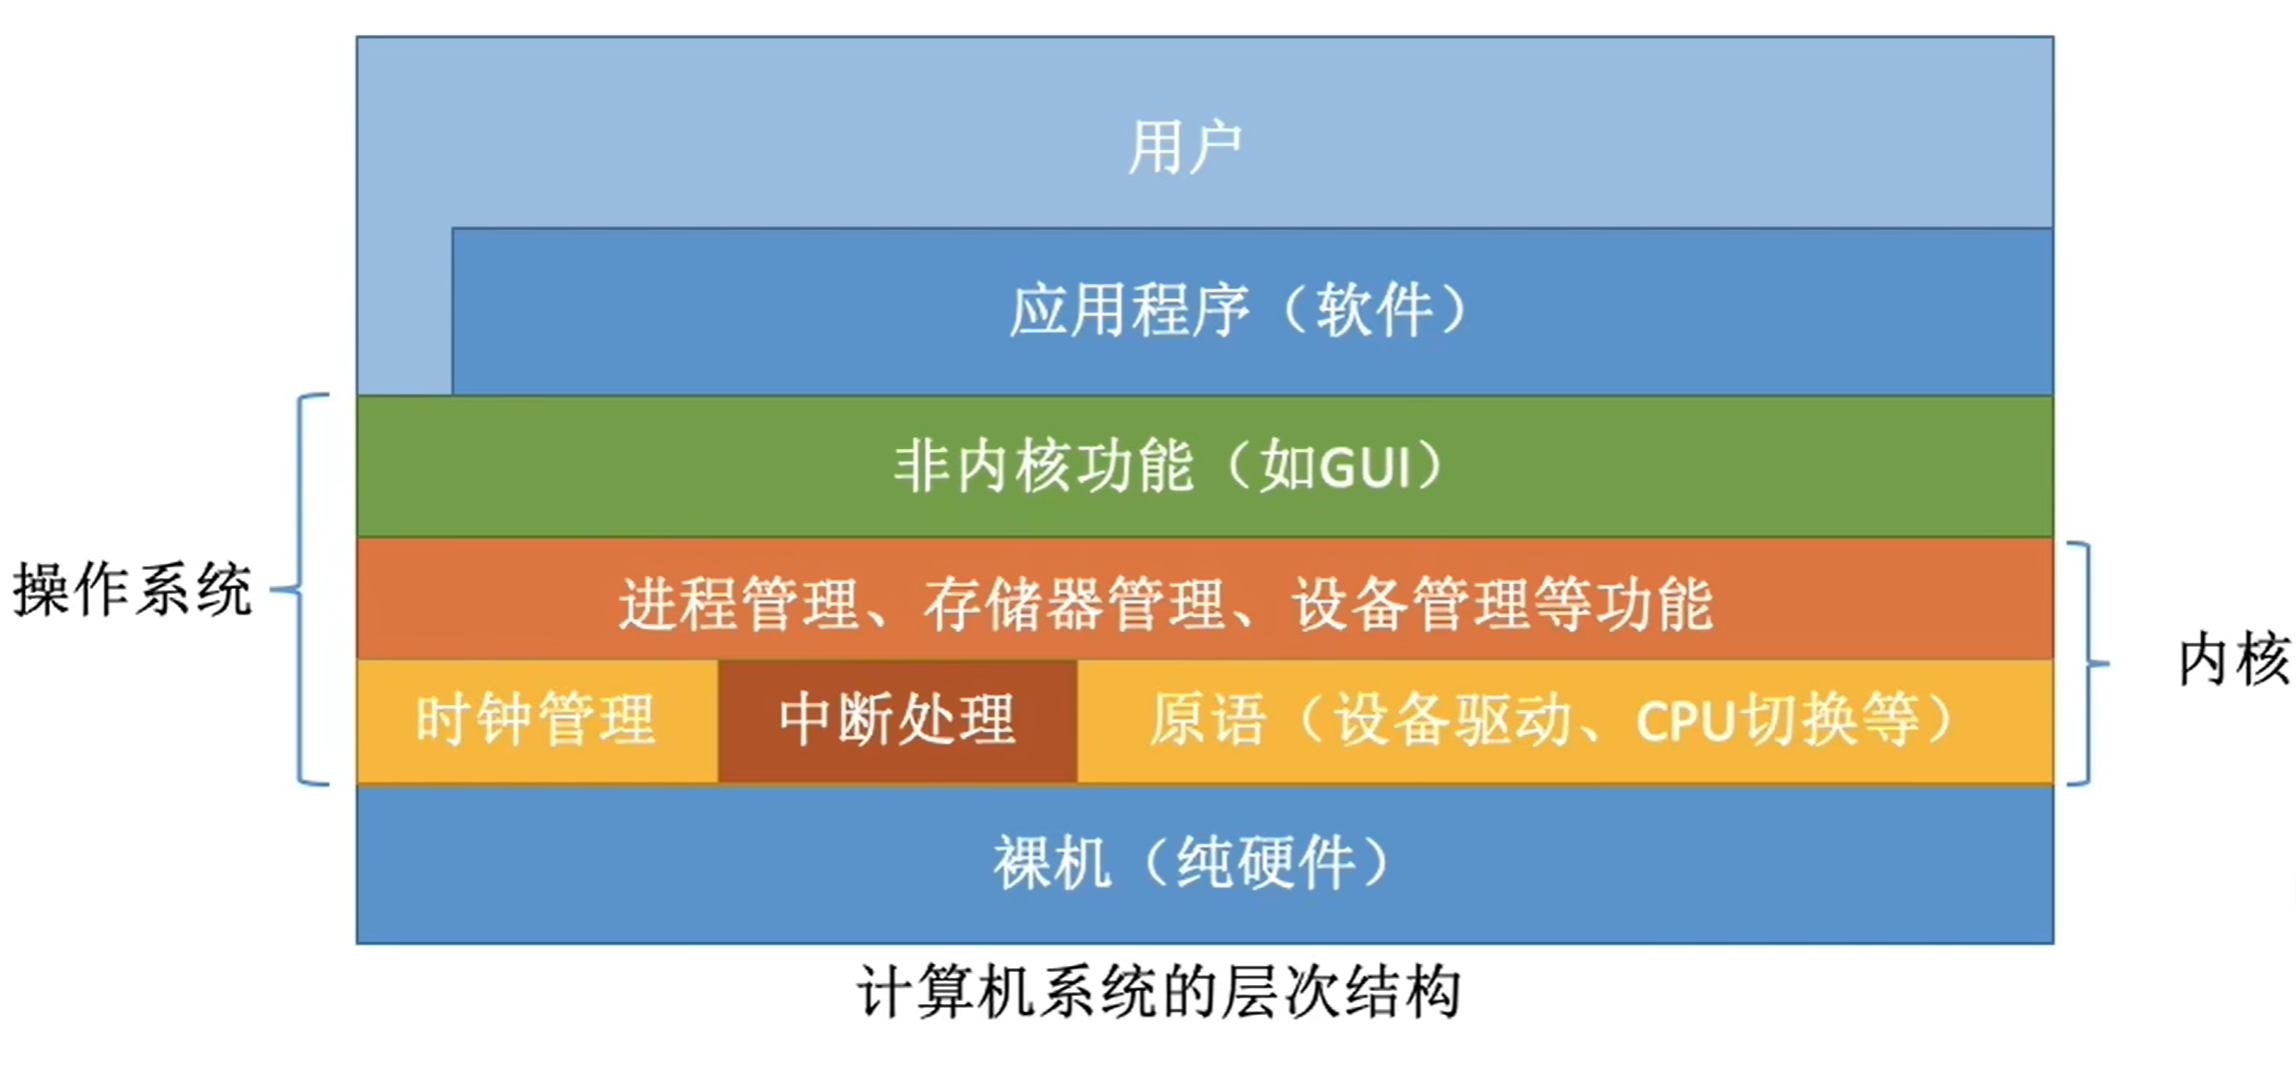 用户
应用程序（软件）
非内核功能（如GUI）
操作系统
进程管理、存储器管理、设备管理等功能
内核
时钟管理
中断处理
原语（设备驱动、CPU切换等）
裸机（纯硬件）
计算机系统的层次结构